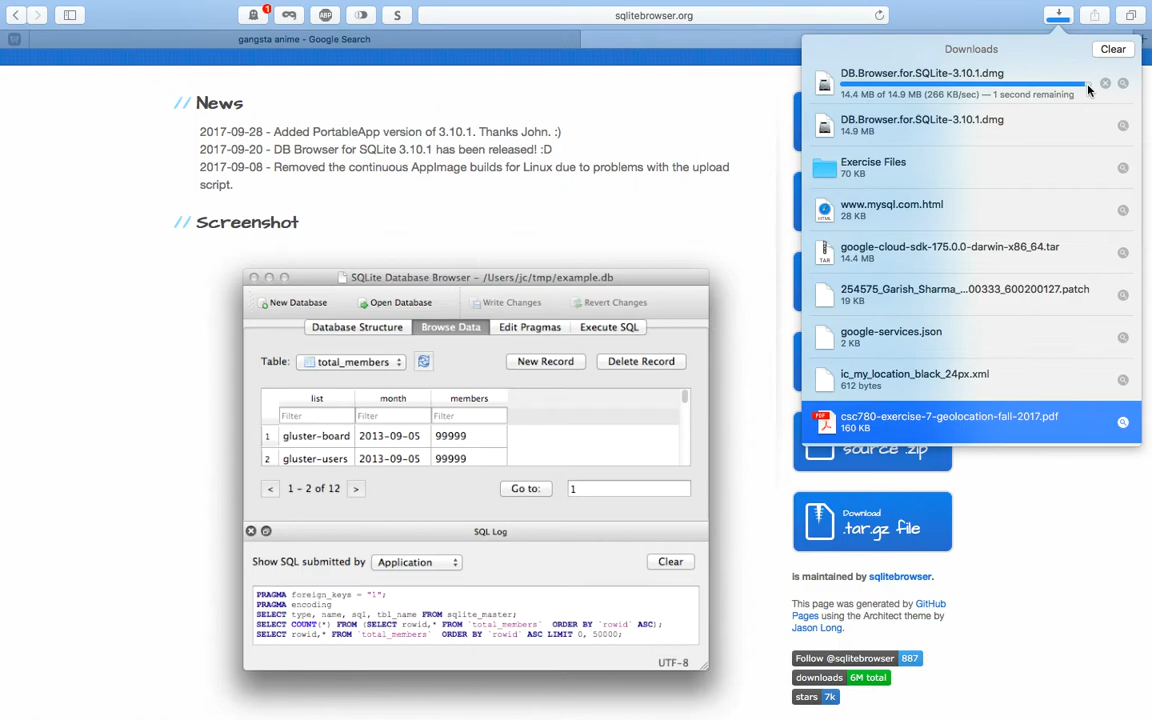 1
ABP
S
sqlitebrowser.org
gangsta anime - Google Search
// News
2017-09-28 - Added PortableApp version of 3.10.1. Thanks John. :)
2017-09-20 - DB Browser for SQLite 3.10.1 has been released! :D
2017-09-08 - Removed the continuous AppImage builds for Linux due to problems with the upload
script.
// Screenshot
SQLite Database Browser - /Users/jc/tmp/example.db
New Database Open Database Write Changes Revert Changes
Database Structure Browse Data Edit Pragmas Execute SQL
Table: total_members New Record Delete Record
list month members
Filter Filter Filter
1 gluster-board 2013-09-05 99999
2 gluster-users 2013-09-05 99999
< 1 - 2 of 12 > Go to: 1
SQL Log
Show SQL submitted by Application Clear
PRAGMA foreign_keys = "1";
PRAGMA encoding
SELECT type, name, sql, tbl_name FROM sqlite_master;
SELECT COUNT(*) FROM (SELECT rowid,* FROM `total_members` ORDER BY `rowid` ASC);
SELECT rowid,* FROM `total_members` ORDER BY `rowid` ASC LIMIT 0, 50000;
UTF-8
Downloads Clear
DB.Browser.for.SQLite-3.10.1.dmg
14.4 MB of 14.9 MB (266 KB/sec) — 1 second remaining
DB.Browser.for.SQLite-3.10.1.dmg
14.9 MB
Exercise Files
70 KB
www.mysql.com.html
28 KB
HTML
google-cloud-sdk-175.0.0-darwin-x86_64.tar
14.4 MB
TAR
254575_Garish_Sharma_...00333_600200127.patch
19 KB
google-services.json
2 KB
ic_my_location_black_24px.xml
612 bytes
csc780-exercise-7-geolocation-fall-2017.pdf
160 KB
PDF
source .zip
Download
.tar.gz file
is maintained by sqlitebrowser.
This page was generated by GitHub
Pages using the Architect theme by
Jason Long.
Follow @sqlitebrowser 887
downloads 6M total
stars 7k